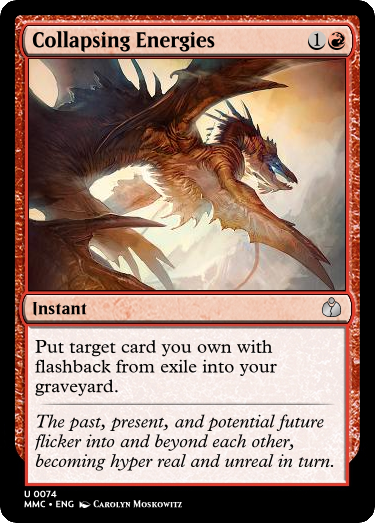 Collapsing Energies 1
Instant
Put target card you own with
flashback from exile into your
graveyard.
The past, present, and potential future
flicker into and beyond each other,
becoming hyper real and unreal in turn.
U 0074
MMC • ENG Carolyn Moskowitz